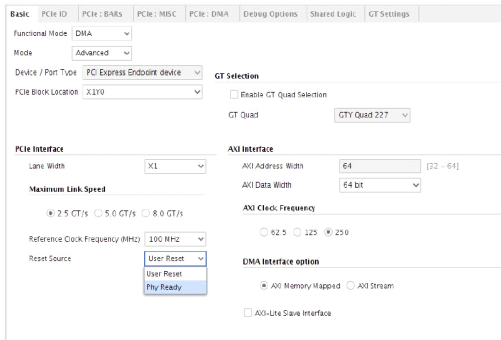 Basic PCIe ID PCIe : BARs PCIe : MISC PCIe : DMA Debug Options Shared Logic GT Settings
Functional Mode DMA
Mode Advanced
Device / Port Type PCI Express Endpoint device
GT Selection
PCIe Block Location X1Y0
Enable GT Quad Selection
GT Quad GTY Quad 227
PCIe Interface
AXI Interface
Lane Width X1
AXI Address Width 64 [32 - 64]
AXI Data Width 64 bit
Maximum Link Speed
AXI Clock Frequency
2.5 GT/s 5.0 GT/s 8.0 GT/s
62.5 125 250
Reference Clock Frequency (MHz) 100 MHz
Reset Source User Reset
DMA Interface option
User Reset
Phy Ready
AXI Memory Mapped AXI Stream
AXI-Lite Slave Interface